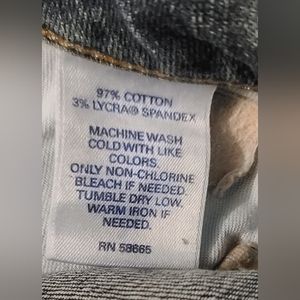 97% COTTON
3% LYCRA® SPANDEX
MACHINE WASH
COLD WITH LIKE
COLORS.
ONLY NON-CHLORINE
BLEACH IF NEEDED.
TUMBLE DRY LOW.
WARM IRON IF
NEEDED.
RN 58665